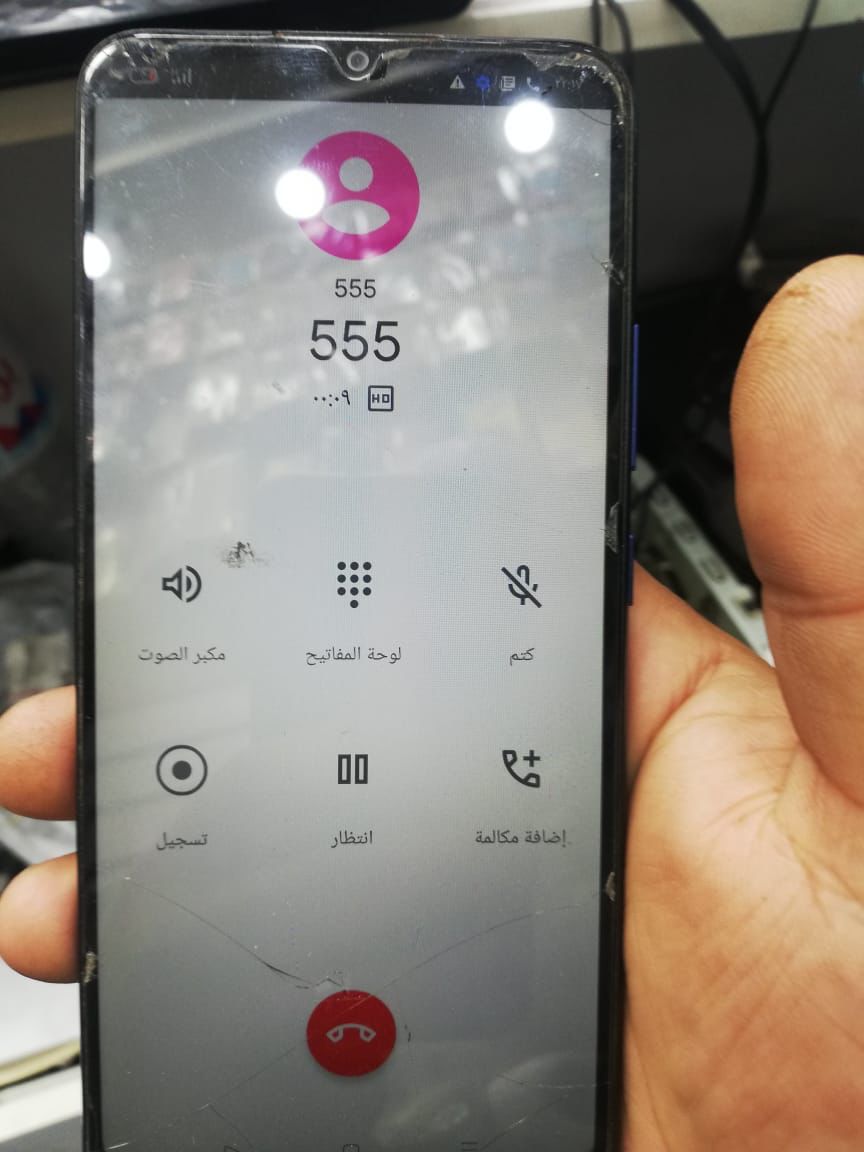 555
555
٠٠:٠٩ HD
كتم
لوحة المفاتيح
مكبر الصوت
إضافة مكالمة
انتظار
تسجيل